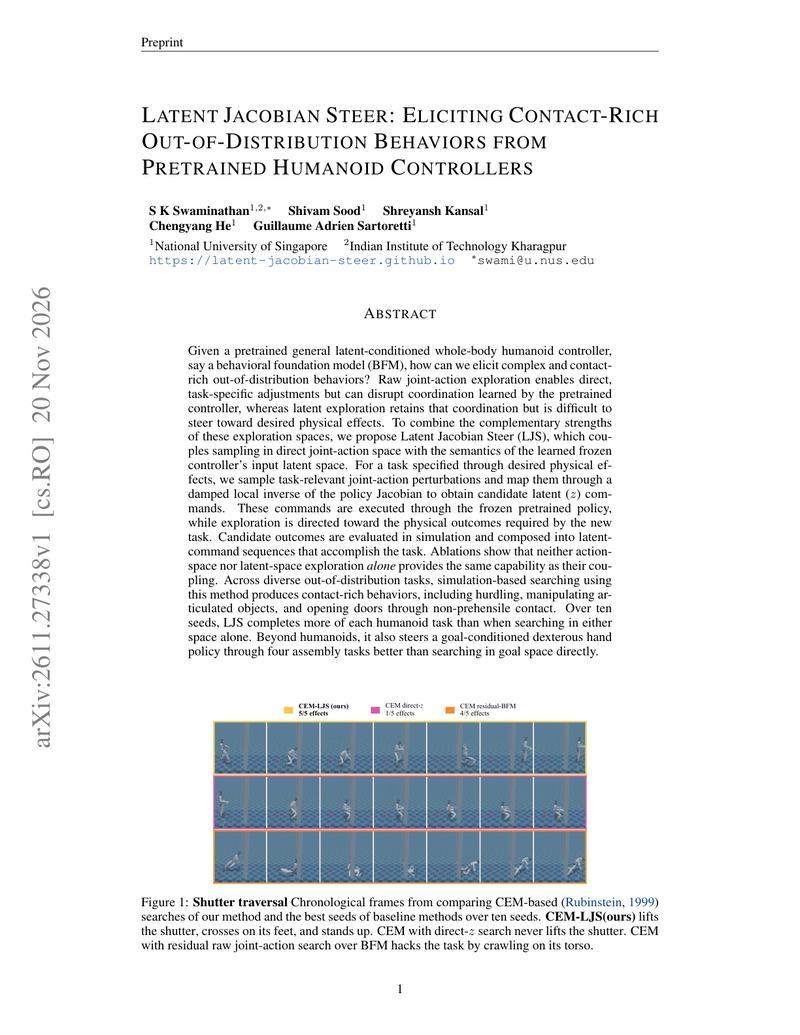 Preprint
LATENT JACOBIAN STEER: ELICITING CONTACT-RICH
OUT-OF-DISTRIBUTION BEHAVIORS FROM
PRETRAINED HUMANOID CONTROLLERS
S K Swaminathan1,2,∗ Shivam Sood1 Shreyansh Kansal1
Chengyang He1 Guillaume Adrien Sartoretti1
1National University of Singapore 2Indian Institute of Technology Kharagpur
https://latent-jacobian-steer.github.io *swami@u.nus.edu
ABSTRACT
Given a pretrained general latent-conditioned whole-body humanoid controller,
say a behavioral foundation model (BFM), how can we elicit complex and contact-
rich out-of-distribution behaviors? Raw joint-action exploration enables direct,
task-specific adjustments but can disrupt coordination learned by the pretrained
controller, whereas latent exploration retains that coordination but is difficult to
steer toward desired physical effects. To combine the complementary strengths
of these exploration spaces, we propose Latent Jacobian Steer (LJS), which cou-
ples sampling in direct joint-action space with the semantics of the learned frozen
controller's input latent space. For a task specified through desired physical ef-
fects, we sample task-relevant joint-action perturbations and map them through a
damped local inverse of the policy Jacobian to obtain candidate latent (z) com-
mands. These commands are executed through the frozen pretrained policy,
while exploration is directed toward the physical outcomes required by the new
task. Candidate outcomes are evaluated in simulation and composed into latent-
command sequences that accomplish the task. Ablations show that neither action-
space nor latent-space exploration alone provides the same capability as their cou-
pling. Across diverse out-of-distribution tasks, simulation-based searching using
this method produces contact-rich behaviors, including hurdling, manipulating ar-
ticulated objects, and opening doors through non-prehensile contact. Over ten
seeds, LJS completes more of each humanoid task than when searching in either
space alone. Beyond humanoids, it also steers a goal-conditioned dexterous hand
policy through four assembly tasks better than searching in goal space directly.
arXiv:2611.27338v1 [cs.RO] 20 Nov 2026
CEM-LJS (ours) CEM direct-z CEM residual-BFM
5/5 effects 1/5 effects 4/5 effects
Figure 1: Shutter traversal Chronological frames from comparing CEM-based (Rubinstein, 1999)
searches of our method and the best seeds of baseline methods over ten seeds. CEM-LJS(ours) lifts
the shutter, crosses on its feet, and stands up. CEM with direct-z search never lifts the shutter. CEM
with residual raw joint-action search over BFM hacks the task by crawling on its torso.
1